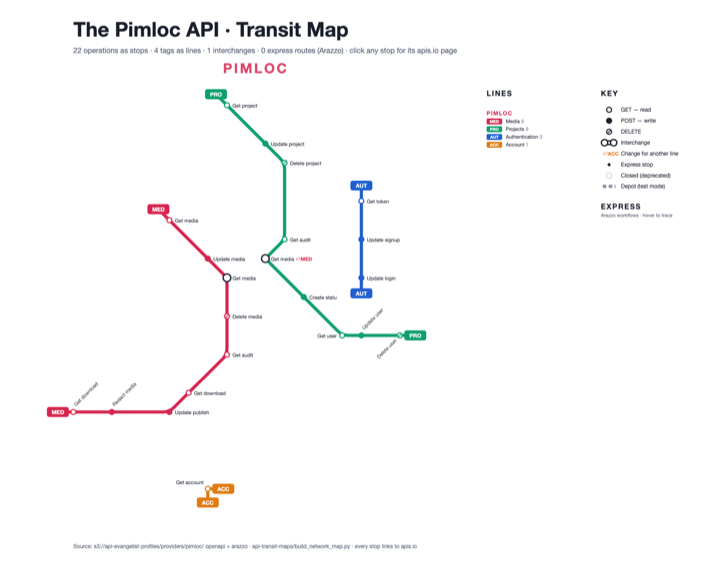 The Pimloc API · Transit Map
22 operations as stops · 4 tags as lines · 1 interchanges · 0 express routes (Arazzo) · click any stop for its apis.io page
PIMLOC
PRO
Get project
Update project
Delete project
Get audit
Get media ⇄MED
Create statu
Get user
Update user
Delete user
PRO
AUT
Get token
Update signup
Update login
AUT
MED
Get media
Update media
Get media
Delete media
Get audit
Get download
Update publish
Redact media
Get download
MED
Get account
ACC
ACC
LINES
PIMLOC
MED Media 9
PRO Projects 9
AUT Authentication 3
ACC Account 1
KEY
GET — read
POST — write
DELETE
Interchange
⇄ACC Change for another line
Express stop
Closed (deprecated)
Depot (test mode)
EXPRESS
Arazzo workflows · hover to trace
Source: s3://api-evangelist-profiles/providers/pimloc/ openapi + arazzo · api-transit-maps/build_network_map.py · every stop links to apis.io